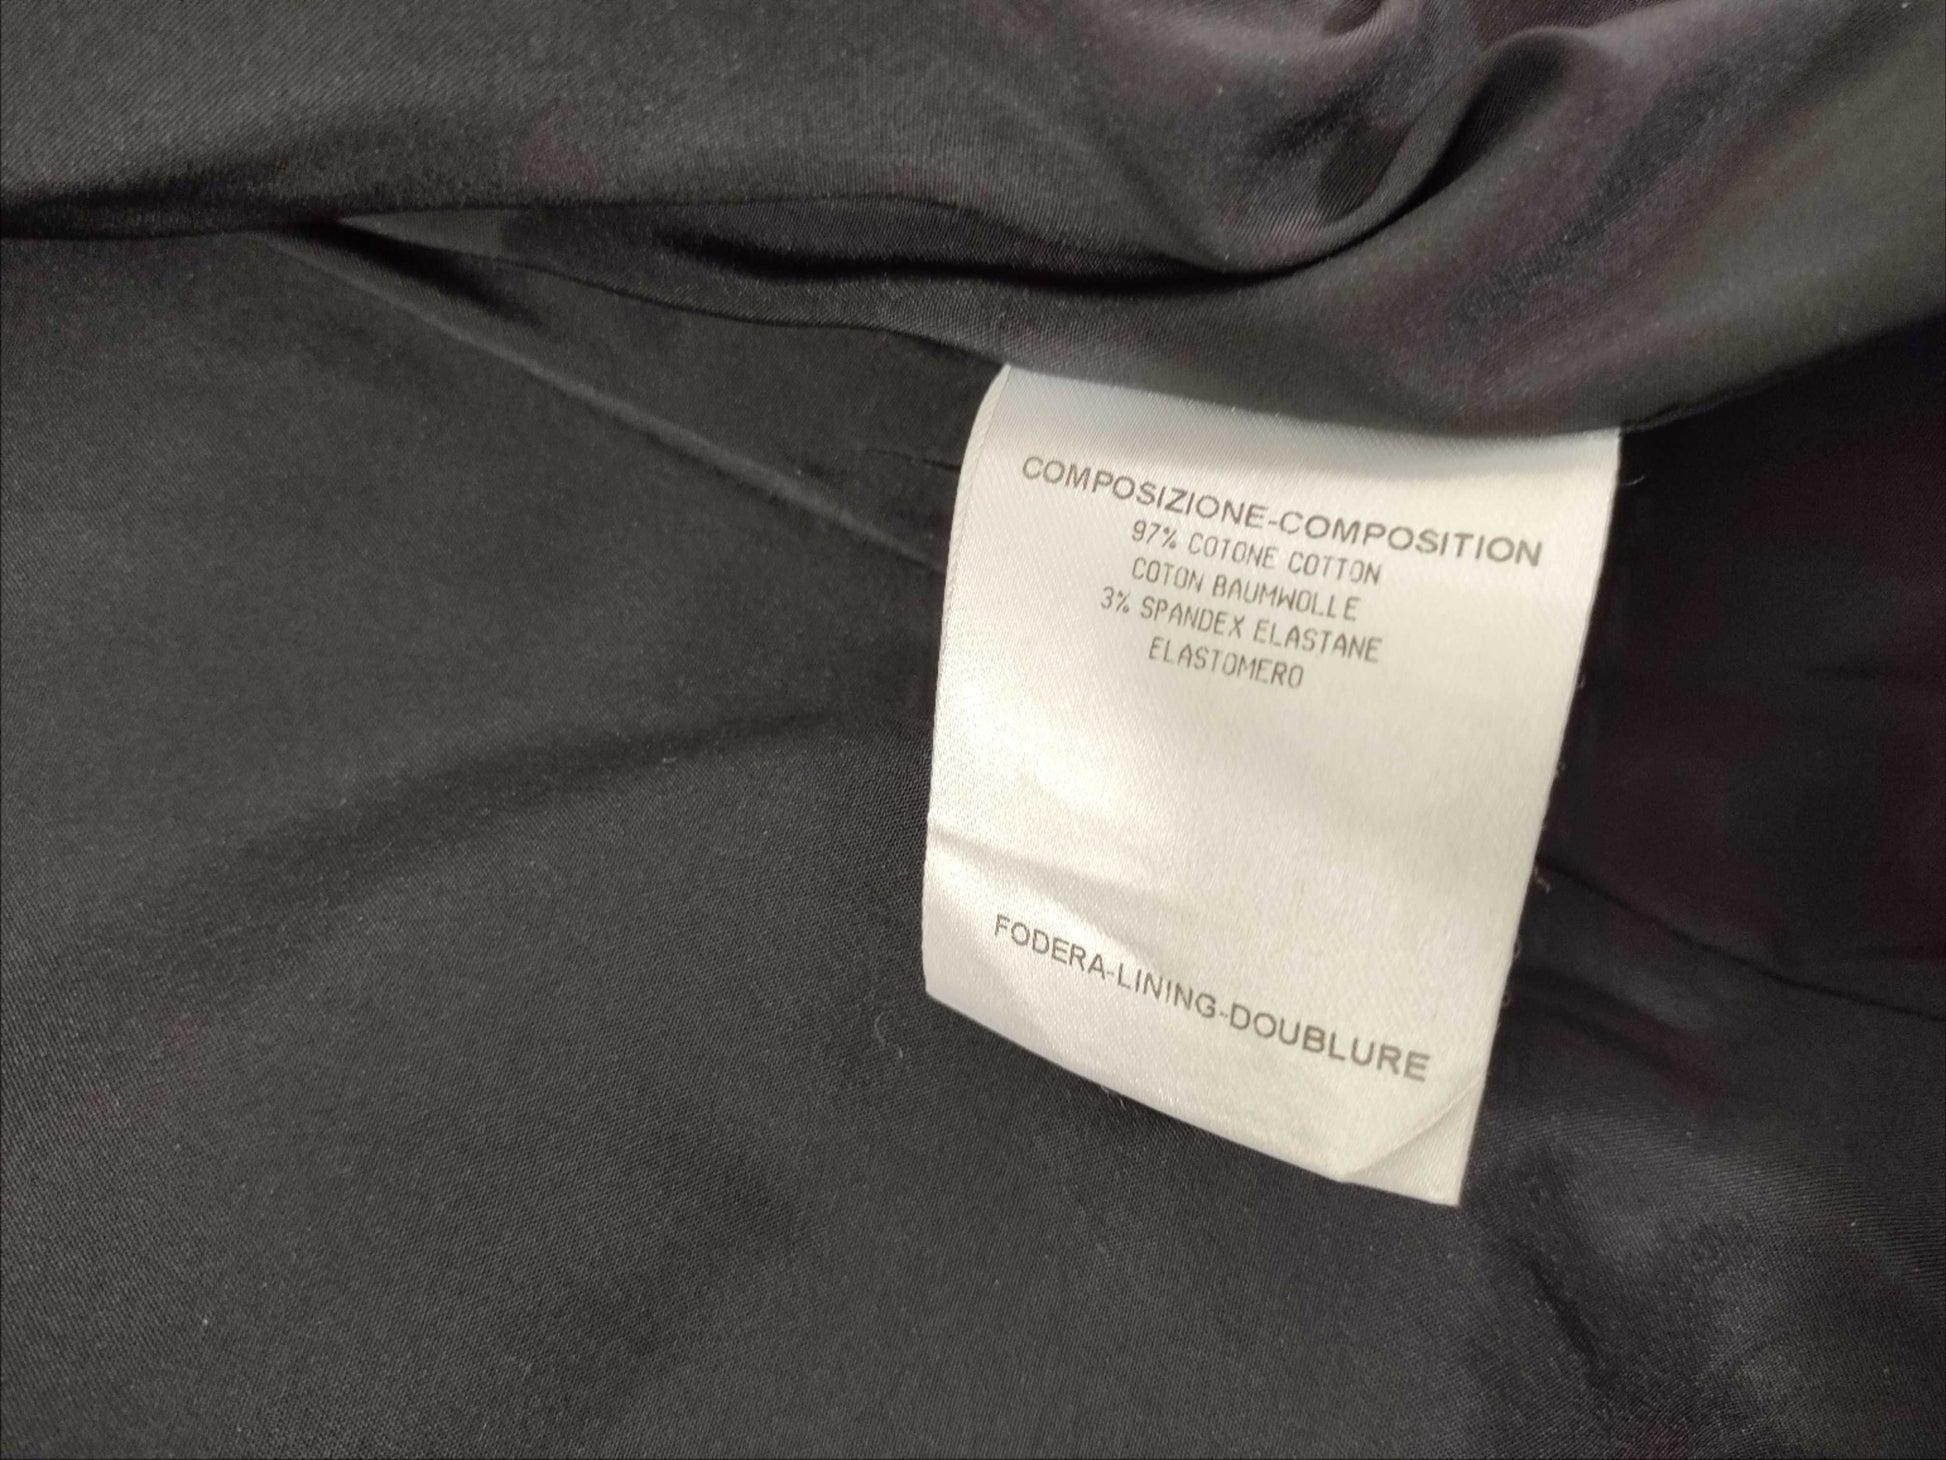 COMPOSIZIONE-COMPOSITION
97% COTONE COTTON
COTON BAUMWOLLE
3% SPANDEX ELASTANE
ELASTOMERO
FODERA-LINING-DOUBLURE